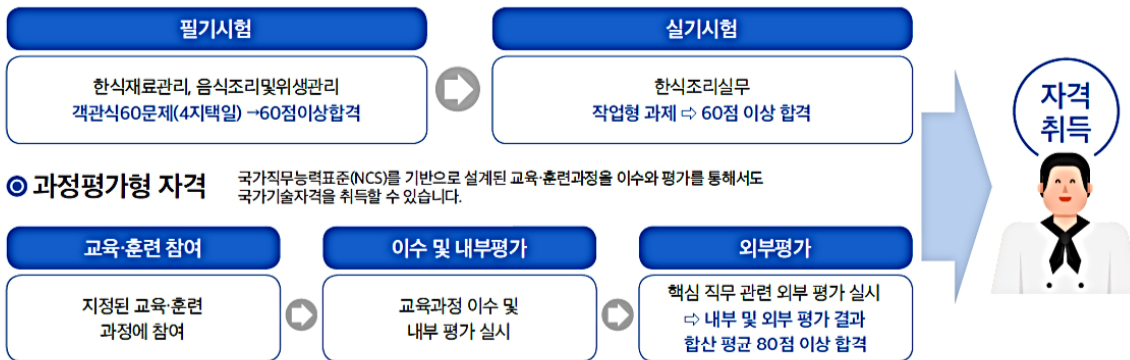 필기시험
한식재료관리, 음식조리및위생관리
객관식60문제(4지택일) →60점이상합격
실기시험
한식조리실무
작업형 과제 ⇨ 60점 이상 합격
자격
취득
과정평가형 자격
국가직무능력표준(NCS)를 기반으로 설계된 교육·훈련과정을 이수와 평가를 통해서도
국가기술자격을 취득할 수 있습니다.
교육·훈련 참여
지정된 교육·훈련
과정에 참여
이수 및 내부평가
교육과정 이수 및
내부 평가 실시
외부평가
핵심 직무 관련 외부 평가 실시
⇨ 내부 및 외부 평가 결과
합산 평균 80점 이상 합격